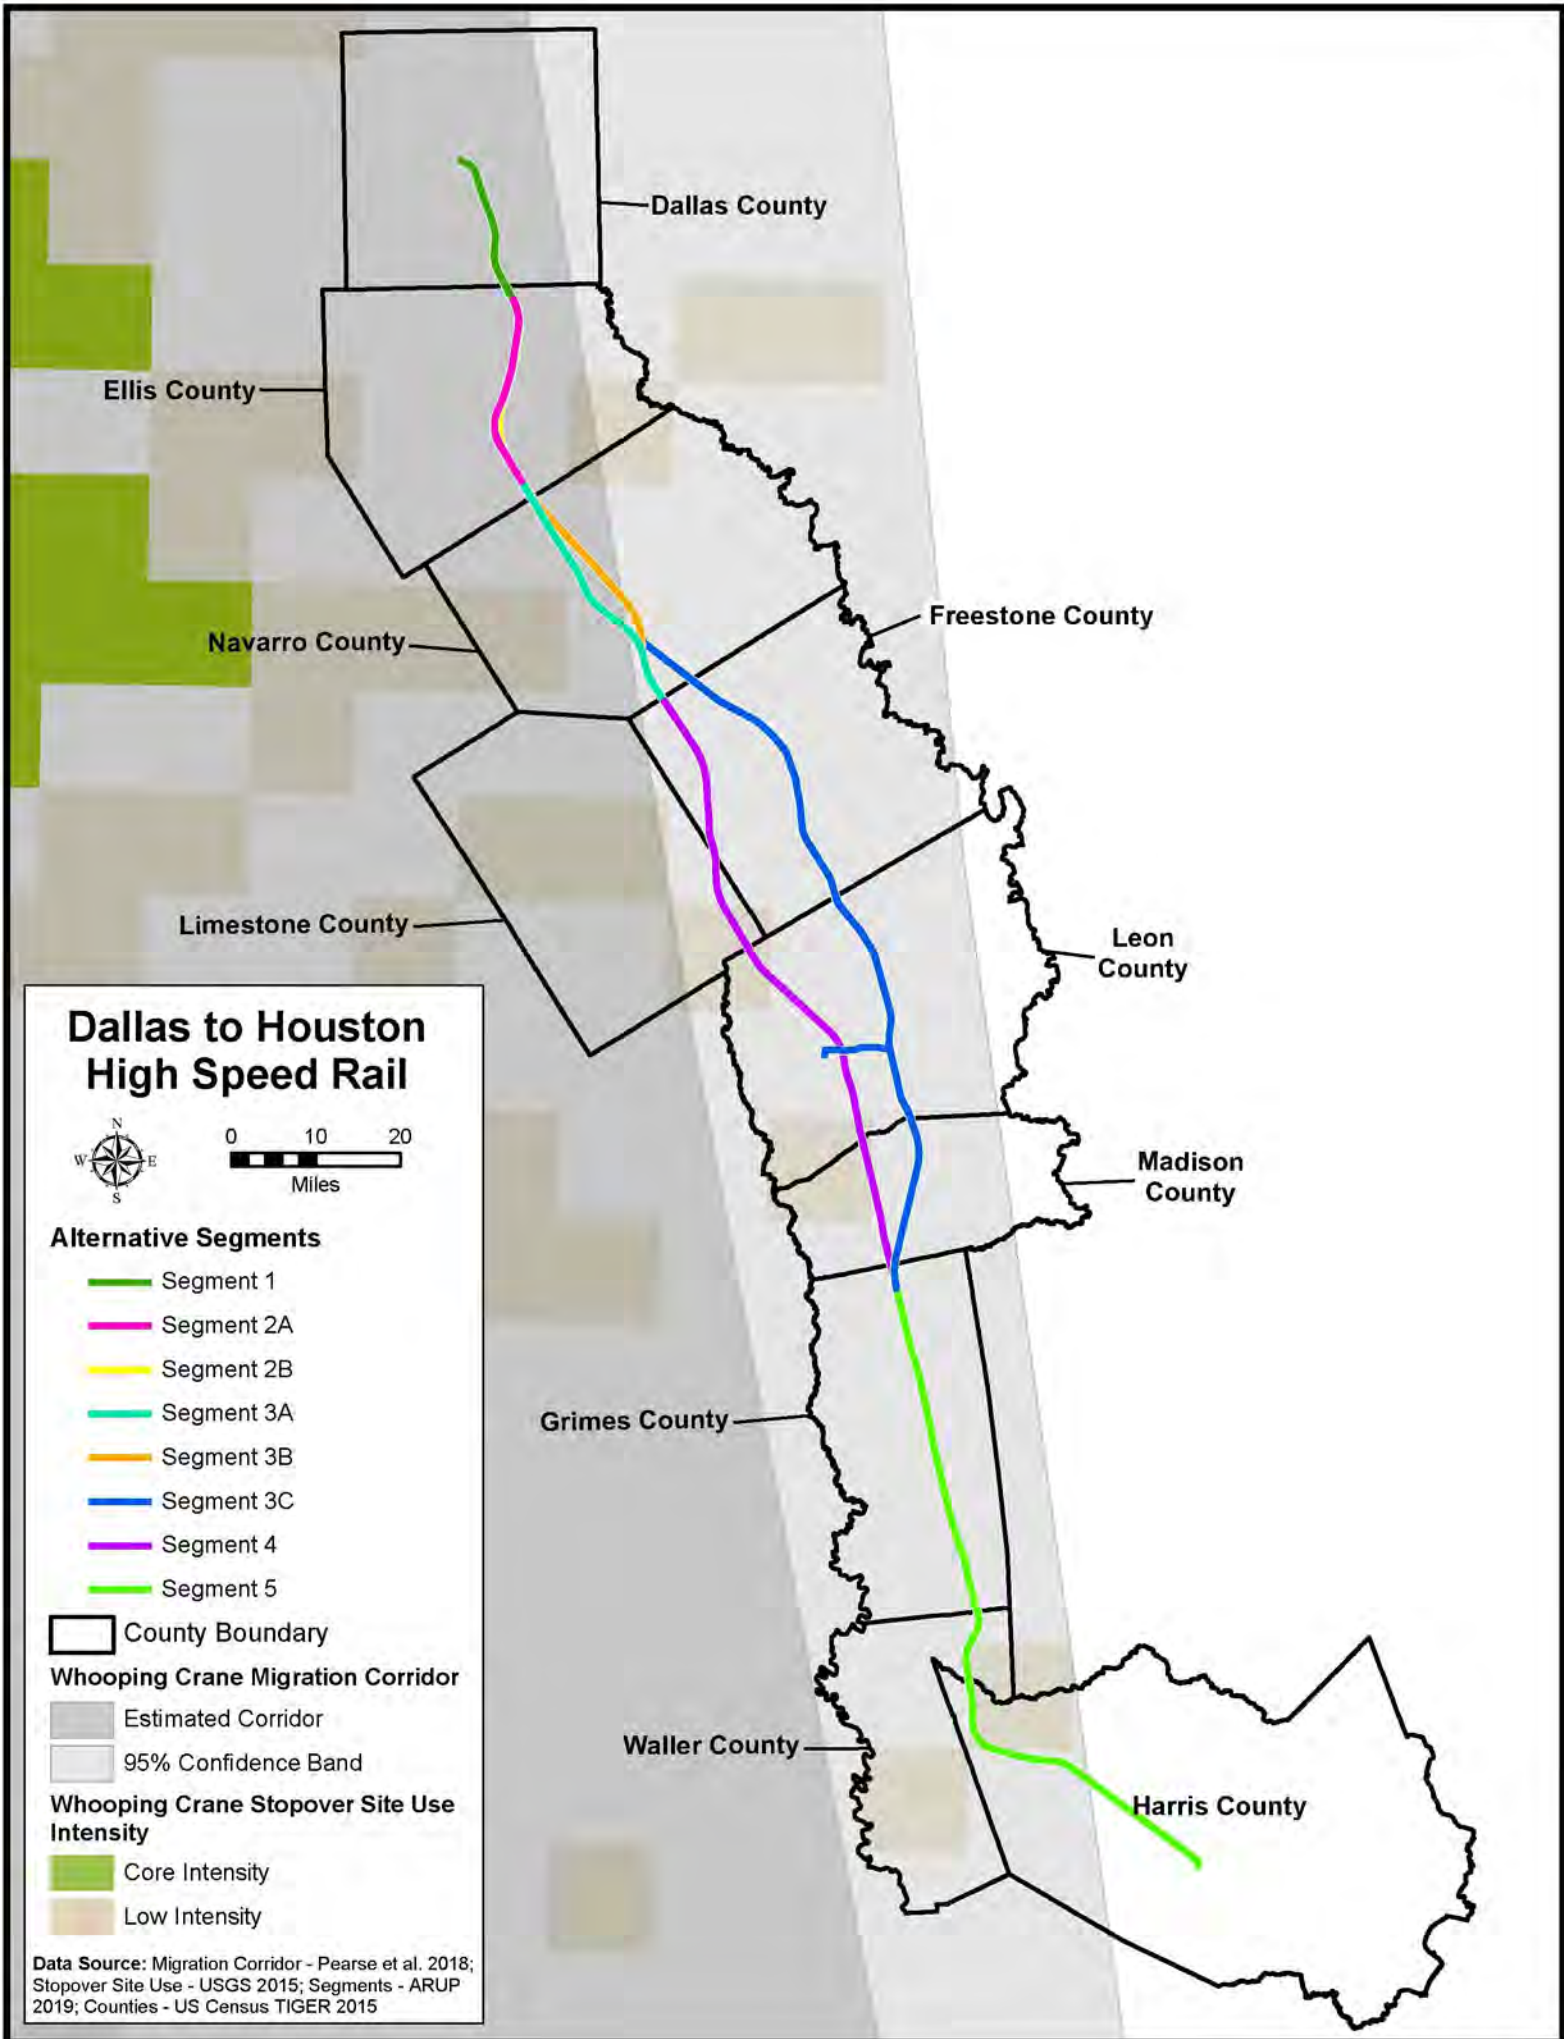 Dallas County
Ellis County
Freestone County
Navarro County
Limestone County
Leon
County
Madison
County
Grimes County
Waller County
Harris County
Dallas to Houston
High Speed Rail
N
W E
S
0 10 20
Miles
Alternative Segments
Segment 1
Segment 2A
Segment 2B
Segment 3A
Segment 3B
Segment 3C
Segment 4
Segment 5
County Boundary
Whooping Crane Migration Corridor
Estimated Corridor
95% Confidence Band
Whooping Crane Stopover Site Use
Intensity
Core Intensity
Low Intensity
Data Source: Migration Corridor - Pearse et al. 2018;
Stopover Site Use - USGS 2015; Segments - ARUP
2019; Counties - US Census TIGER 2015